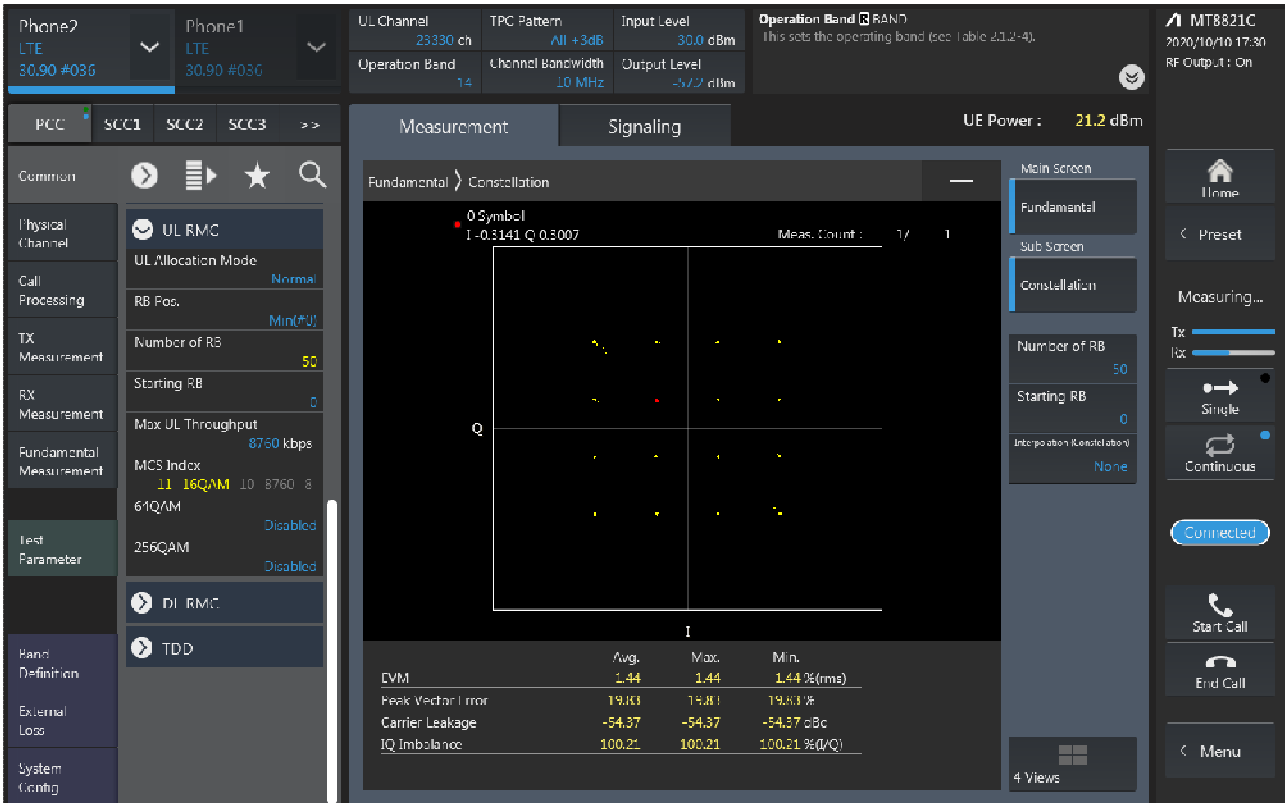 Phone2
LTE
30.90 #036
Phone1
LTE
30.90 #036
UL Channel
23330 ch
TPC Pattern
All +3dB
Input Level
30.0 dBm
Operation Band
14
Channel Bandwidth
10 MHz
Output Level
-57.2 dBm
Operation Band R BAND
This sets the operating band (see Table 2.1.2-4).
MT8821C
2020/10/10 17:30
RF Output : On
PCC
SCC1
SCC2
SCC3
>>
Measurement
Signaling
UE Power : 21.2 dBm
Common
Physical
Channel
Call
Processing
TX
Measurement
RX
Measurement
Fundamental
Measurement
Test
Parameter
Band
Definition
External
Loss
System
Config
UL RMC
UL Allocation Mode
Normal
RB Pos.
Min(#0)
Number of RB
50
Starting RB
0
Max UL Throughput
8760 kbps
MCS Index
11 16QAM 10 8760 8
64QAM
Disabled
256QAM
Disabled
DL RMC
TDD
Fundamental 〉 Constellation
0 Symbol
I -0.3141 Q 0.3007
Meas. Count : 1/ 1
Q
I
Avg. Max. Min.
EVM 1.44 1.44 1.44 %(rms)
Peak Vector Error 19.83 19.83 19.83 %
Carrier Leakage -54.37 -54.37 -54.37 dBc
IQ Imbalance 100.21 100.21 100.21 %(I/Q)
Main Screen
Fundamental
Sub Screen
Constellation
Number of RB
50
Starting RB
0
Interpolation (Constellation)
None
4 Views
Home
< Preset
Measuring...
Tx
Rx
Single
Continuous
Connected
Start Call
End Call
< Menu